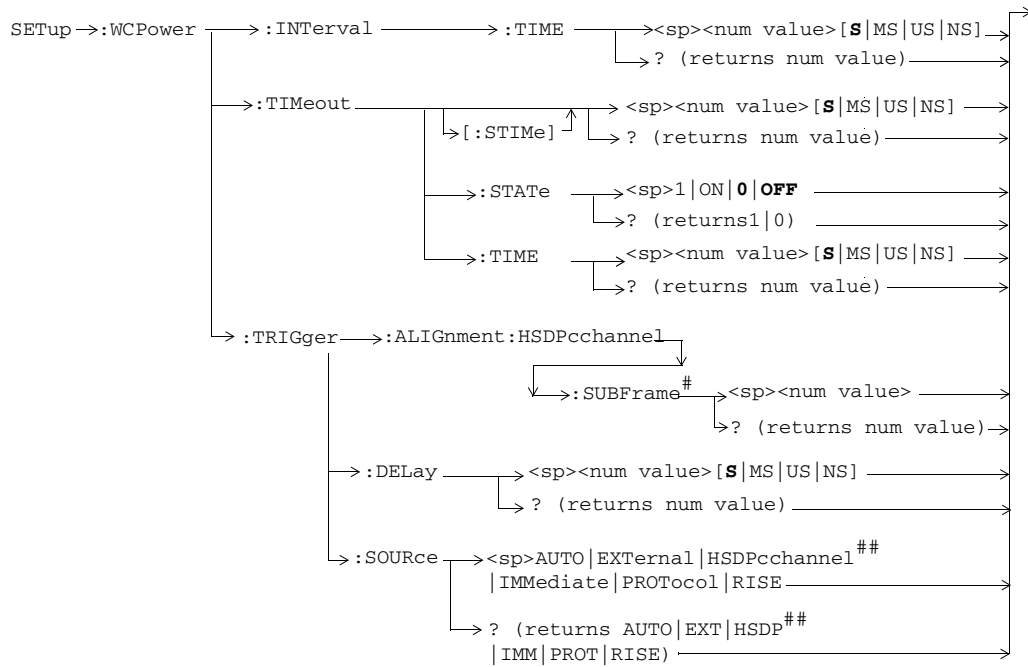 SETup :WCPower :INTerval :TIME <sp><num value>[S|MS|US|NS]
? (returns num value)
:TIMeout <sp><num value>[S|MS|US|NS]
[:STIMe] ? (returns num value)
:STATe <sp>1|ON|0|OFF
? (returns1|0)
:TIME <sp><num value>[S|MS|US|NS]
? (returns num value)
:TRIGger :ALIGnment:HSDPcchannel
:SUBFrame# <sp><num value>
? (returns num value)
:DELay <sp><num value>[S|MS|US|NS]
? (returns num value)
:SOURce <sp>AUTO|EXTernal|HSDPcchannel##
|IMMediate|PROTocol|RISE
? (returns AUTO|EXT|HSDP##
|IMM|PROT|RISE)